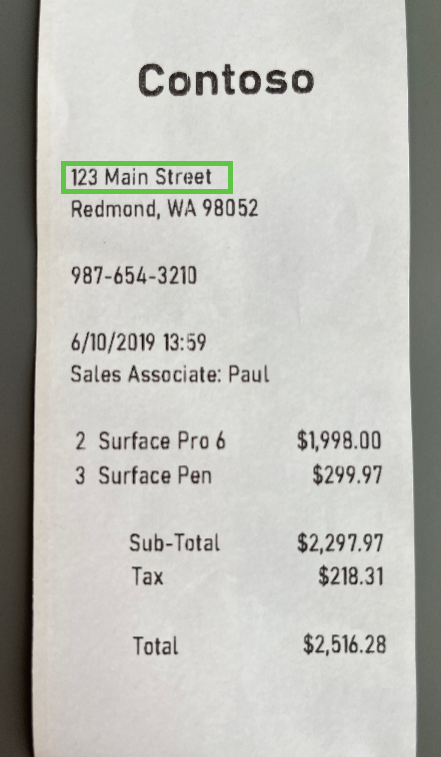 Contoso
123 Main Street
Redmond, WA 98052
987-654-3210
6/10/2019 13:59
Sales Associate: Paul
2 Surface Pro 6 $1,998.00
3 Surface Pen $299.97
Sub-Total $2,297.97
Tax $218.31
Total $2,516.28